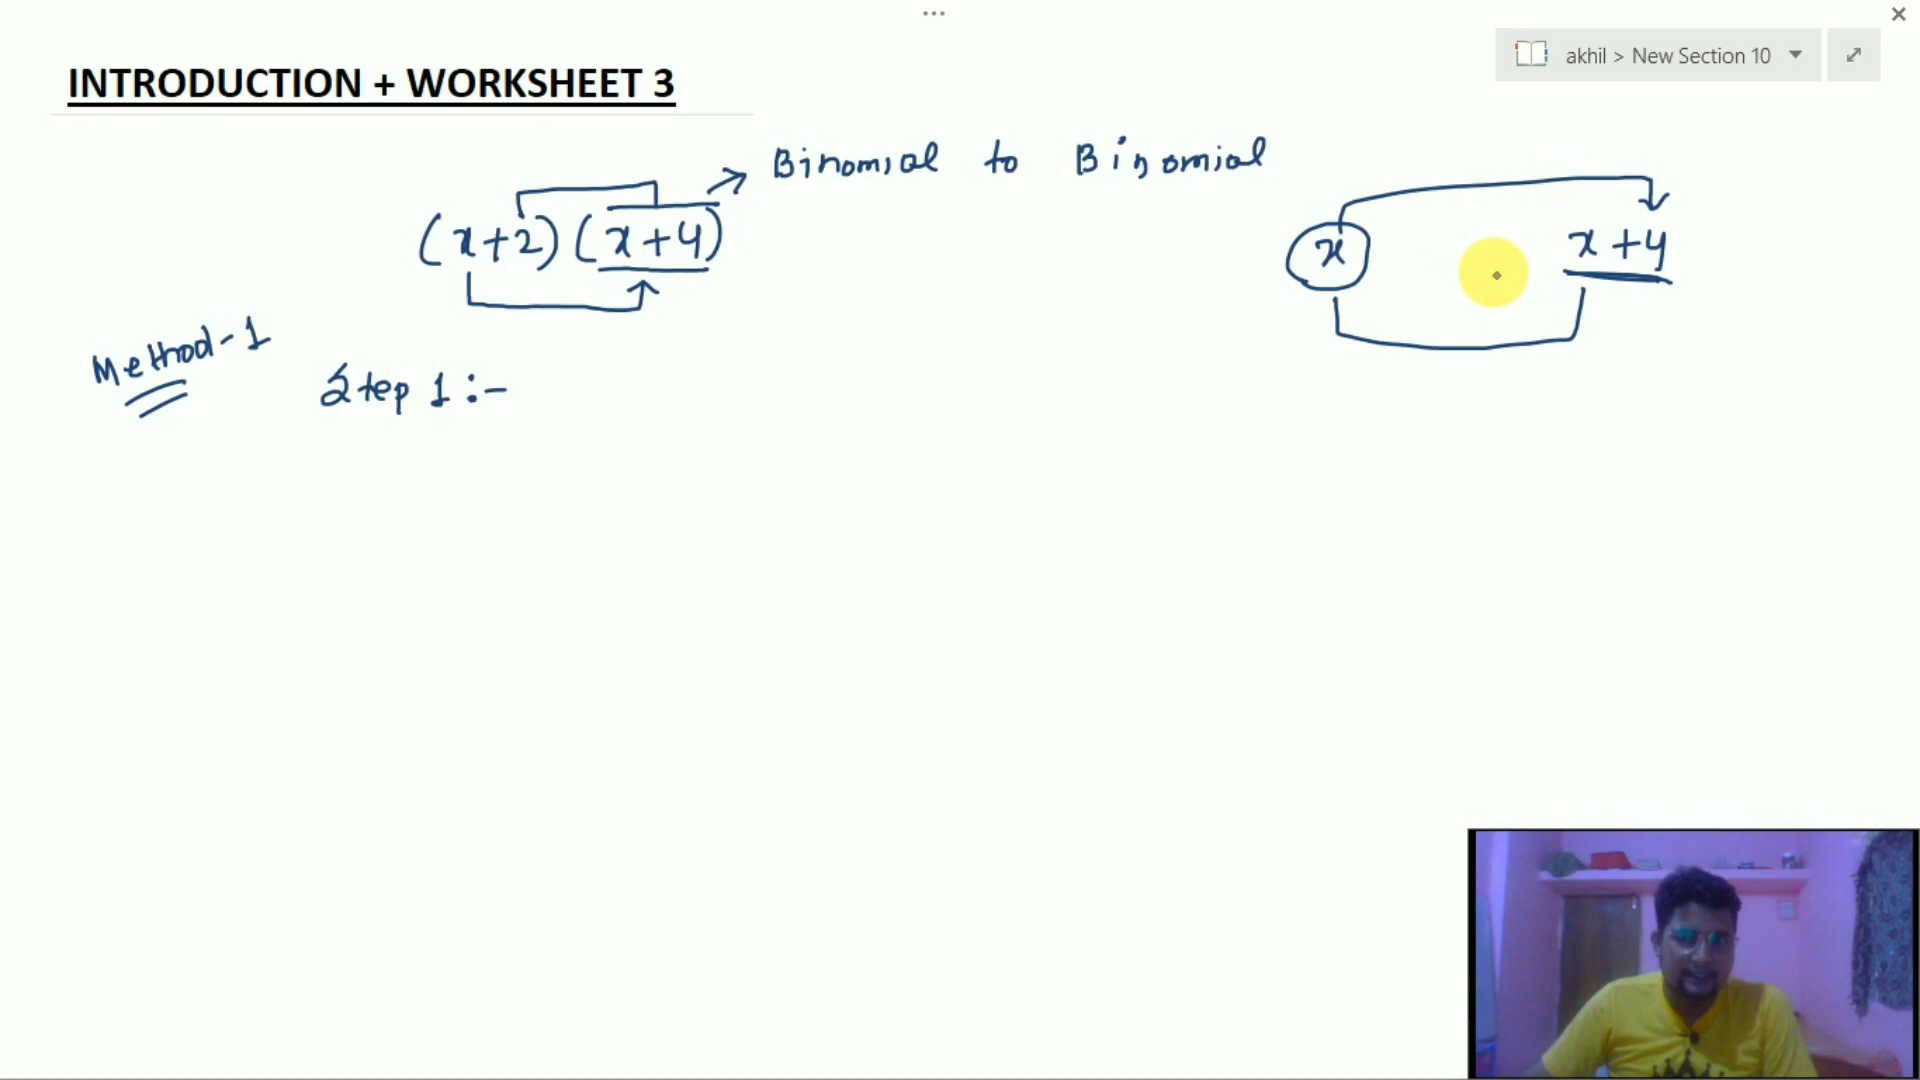 akhil > New Section 10
INTRODUCTION + WORKSHEET 3
Binomial to Binomial
(x+2)(x+4)
x
x+4
Method-1
Step 1:-